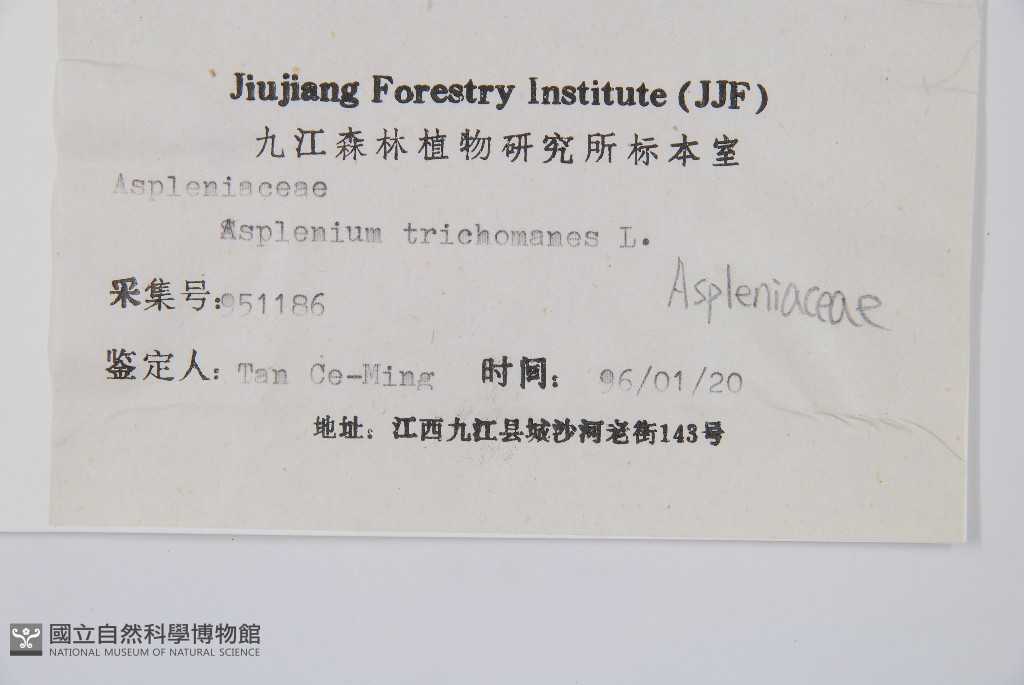 Jiujiang Forestry Institute (JJF)
九江森林植物研究所标本室
Aspleniaceae
Asplenium trichomanes L.
Aspleniaceae
采集号:951186
鉴定人: Tan Ce-Ming 时间: 96/01/20
地址: 江西九江县城沙河老街143号
國立自然科學博物館
NATIONAL MUSEUM OF NATURAL SCIENCE